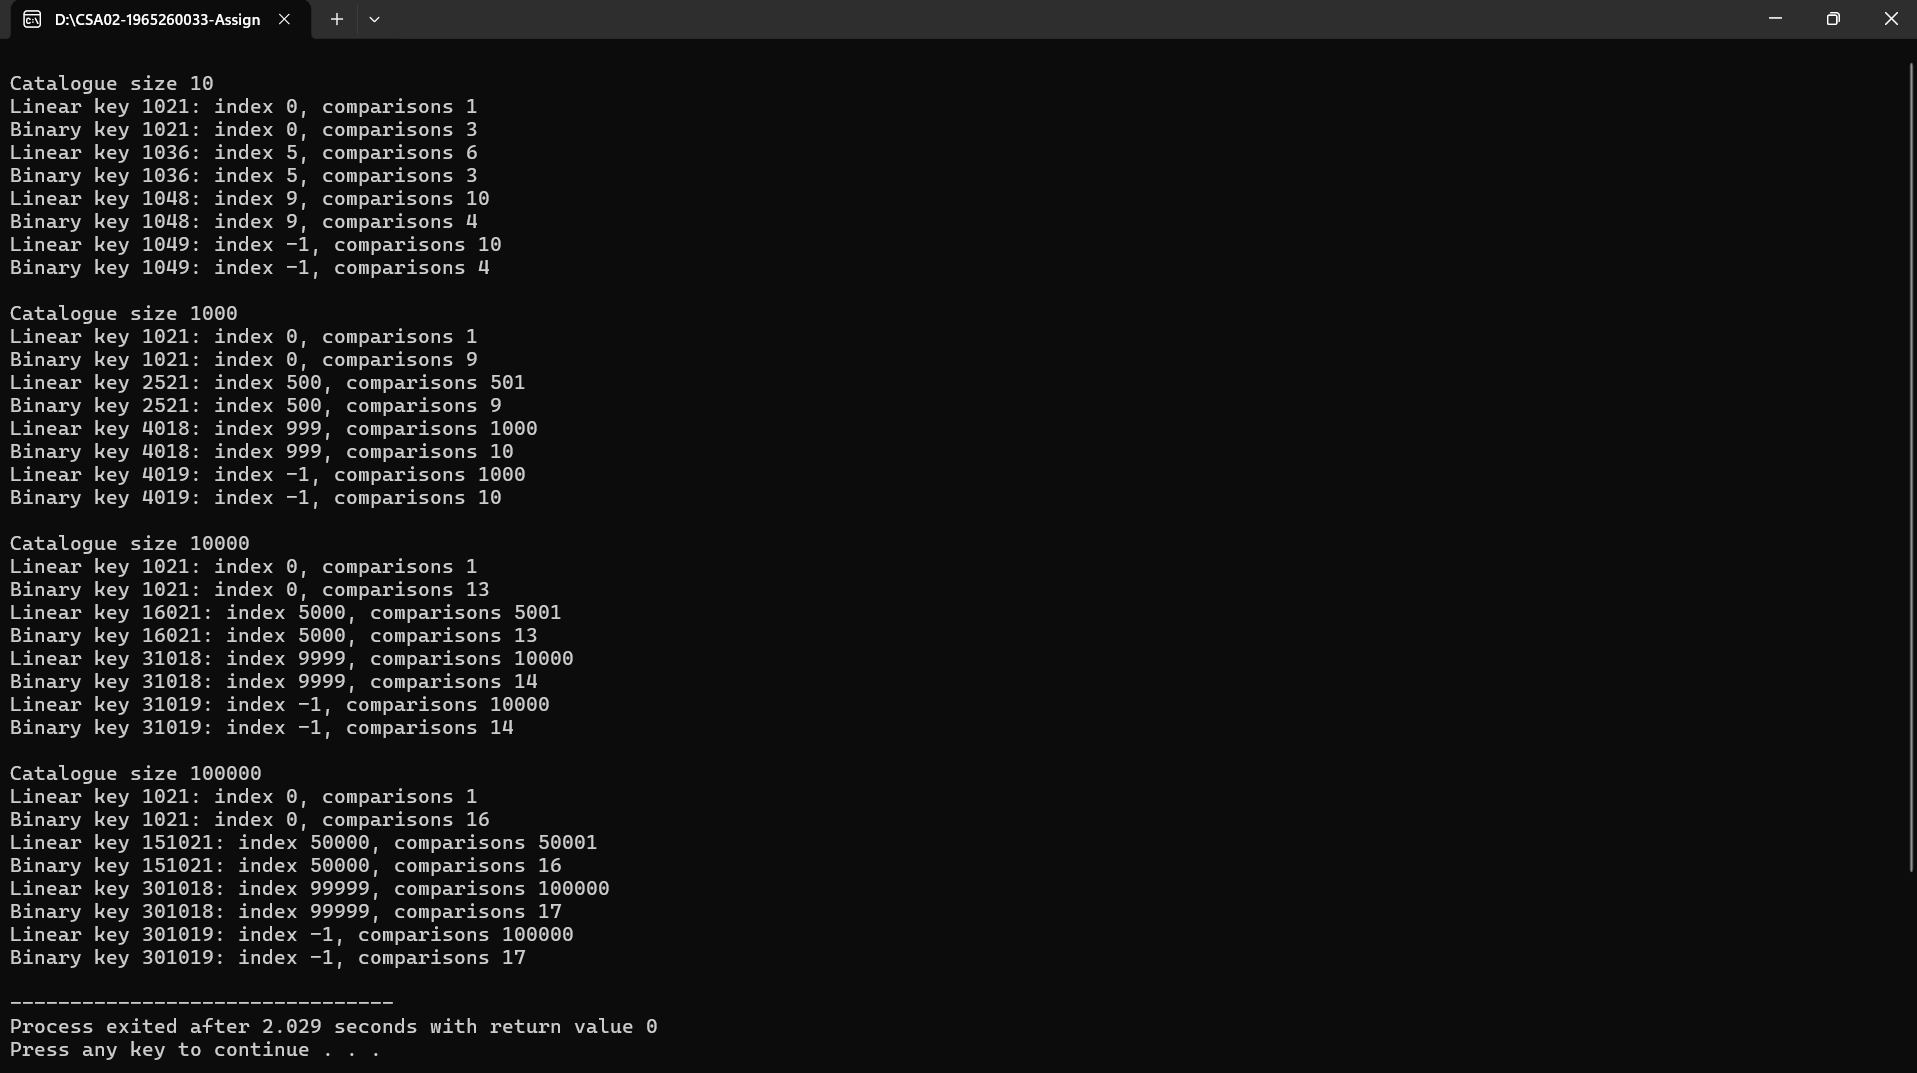 D:\CSA02-1965260033-Assign
Catalogue size 10
Linear key 1021: index 0, comparisons 1
Binary key 1021: index 0, comparisons 3
Linear key 1036: index 5, comparisons 6
Binary key 1036: index 5, comparisons 3
Linear key 1048: index 9, comparisons 10
Binary key 1048: index 9, comparisons 4
Linear key 1049: index -1, comparisons 10
Binary key 1049: index -1, comparisons 4
Catalogue size 1000
Linear key 1021: index 0, comparisons 1
Binary key 1021: index 0, comparisons 9
Linear key 2521: index 500, comparisons 501
Binary key 2521: index 500, comparisons 9
Linear key 4018: index 999, comparisons 1000
Binary key 4018: index 999, comparisons 10
Linear key 4019: index -1, comparisons 1000
Binary key 4019: index -1, comparisons 10
Catalogue size 10000
Linear key 1021: index 0, comparisons 1
Binary key 1021: index 0, comparisons 13
Linear key 16021: index 5000, comparisons 5001
Binary key 16021: index 5000, comparisons 13
Linear key 31018: index 9999, comparisons 10000
Binary key 31018: index 9999, comparisons 14
Linear key 31019: index -1, comparisons 10000
Binary key 31019: index -1, comparisons 14
Catalogue size 100000
Linear key 1021: index 0, comparisons 1
Binary key 1021: index 0, comparisons 16
Linear key 151021: index 50000, comparisons 50001
Binary key 151021: index 50000, comparisons 16
Linear key 301018: index 99999, comparisons 100000
Binary key 301018: index 99999, comparisons 17
Linear key 301019: index -1, comparisons 100000
Binary key 301019: index -1, comparisons 17
--------------------------------
Process exited after 2.029 seconds with return value 0
Press any key to continue . . .